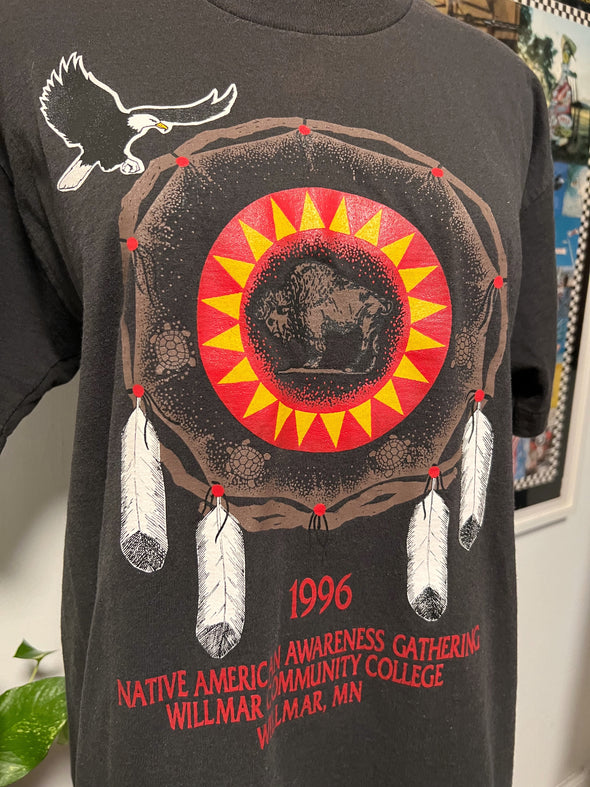 1996
NATIVE AMERICAN AWARENESS GATHERING
WILLMAR COMMUNITY COLLEGE
WILLMAR, MN